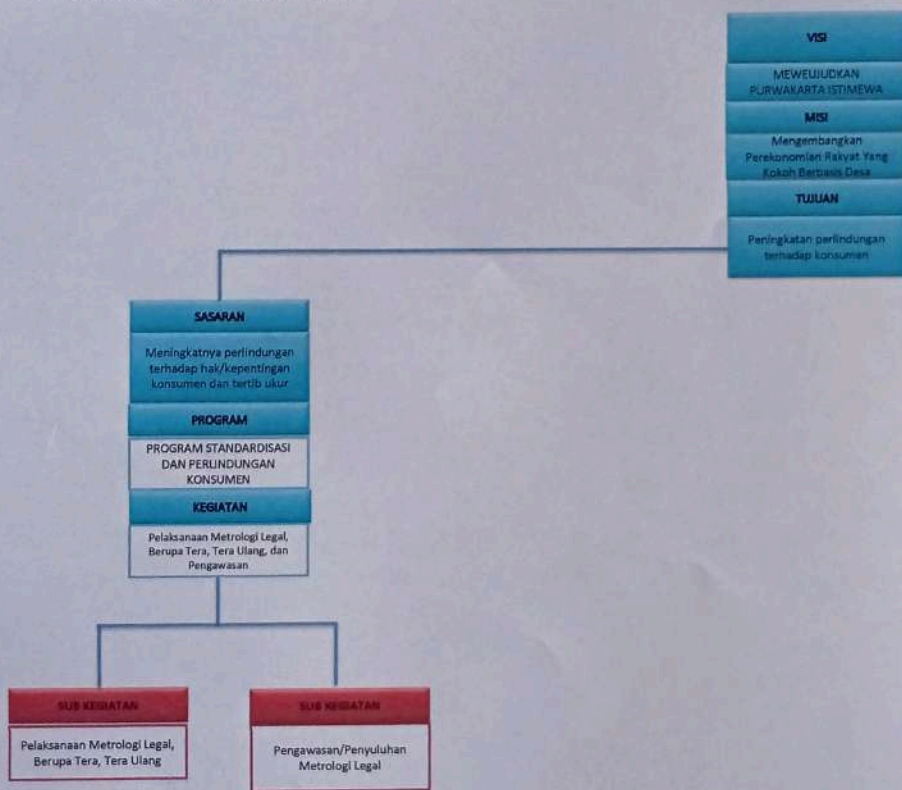 VISI
MEWEUJUDKAN
PURWAKARTA ISTIMEWA
MISI
Mengembangkan
Perekonomian Rakyat Yang
Kokoh Berbasis Desa
TUJUAN
Peningkatan perlindungan
terhadap konsumen
SASARAN
Meningkatnya perlindungan
terhadap hak/kepentingan
konsumen dan tertib ukur
PROGRAM
PROGRAM STANDARDISASI
DAN PERLINDUNGAN
KONSUMEN
KEGIATAN
Pelaksanaan Metrologi Legal,
Berupa Tera, Tera Ulang, dan
Pengawasan
SUB KEGIATAN
Pelaksanaan Metrologi Legal,
Berupa Tera, Tera Ulang
SUB KEGIATAN
Pengawasan/Penyuluhan
Metrologi Legal